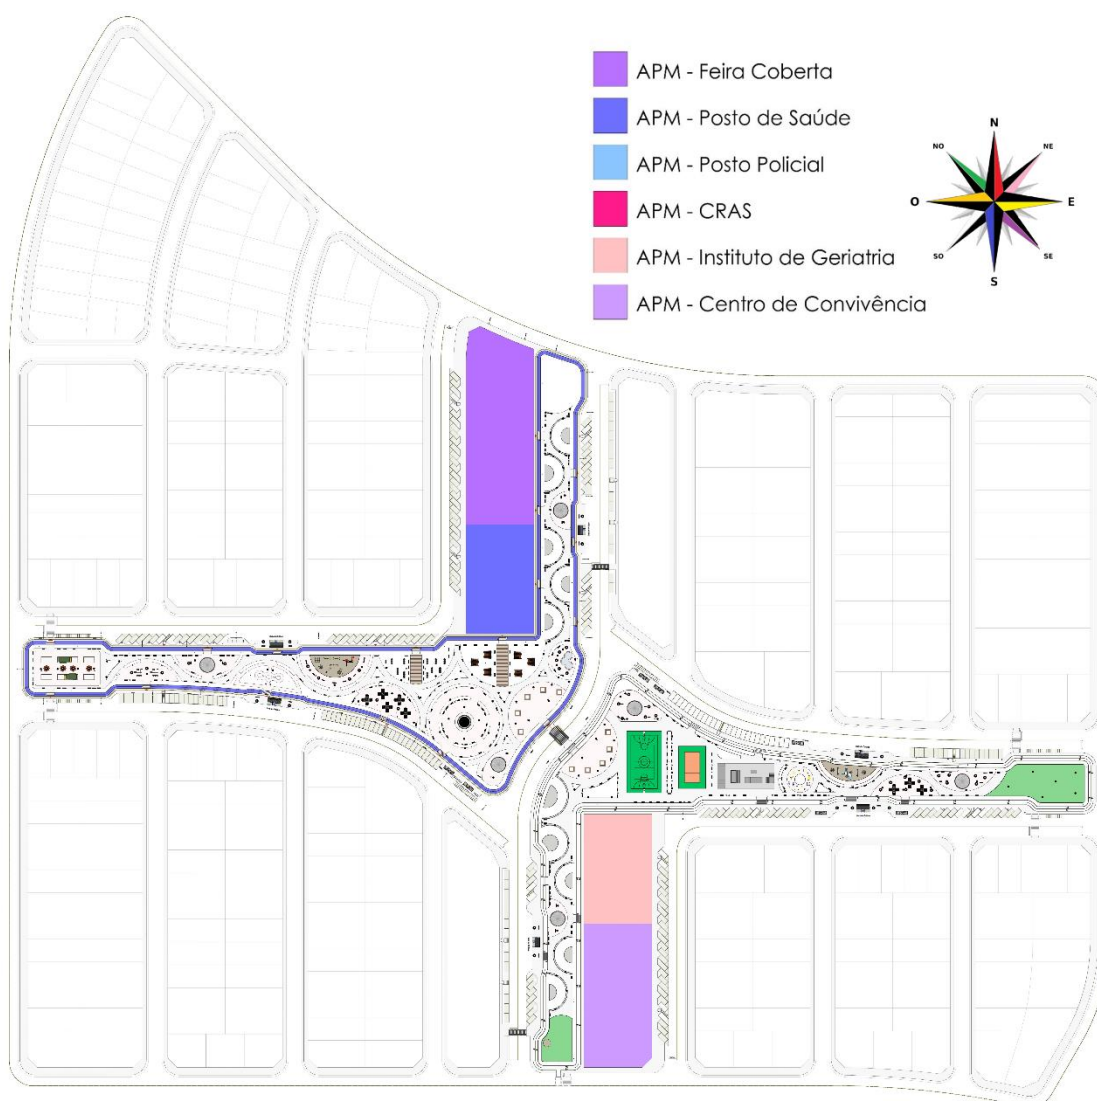 APM - Feira Coberta
APM - Posto de Saúde
APM - Posto Policial
APM - CRAS
APM - Instituto de Geriatria
APM - Centro de Convivência
N
NO
NE
O
E
SO
SE
S